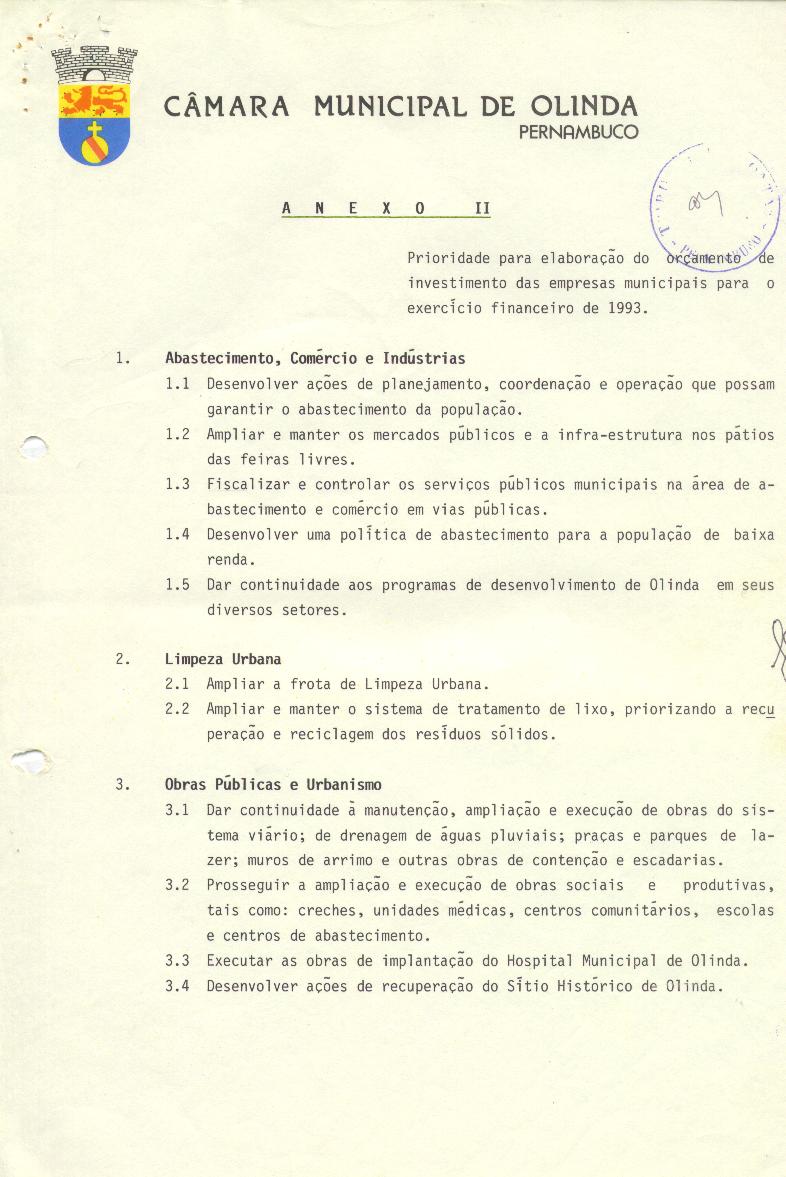 CÂMARA MUNICIPAL DE OLINDA
PERNAMBUCO
A N E X O II
Prioridade para elaboração do orçamento de
investimento das empresas municipais para o
exercício financeiro de 1993.
1. Abastecimento, Comércio e Indústrias
1.1 Desenvolver ações de planejamento, coordenação e operação que possam
garantir o abastecimento da população.
1.2 Ampliar e manter os mercados públicos e a infra-estrutura nos pátios
das feiras livres.
1.3 Fiscalizar e controlar os serviços públicos municipais na área de a-
bastecimento e comércio em vias públicas.
1.4 Desenvolver uma política de abastecimento para a população de baixa
renda.
1.5 Dar continuidade aos programas de desenvolvimento de Olinda em seus
diversos setores.
2. Limpeza Urbana
2.1 Ampliar a frota de Limpeza Urbana.
2.2 Ampliar e manter o sistema de tratamento de lixo, priorizando a recu
peração e reciclagem dos resíduos sólidos.
3. Obras Públicas e Urbanismo
3.1 Dar continuidade à manutenção, ampliação e execução de obras do sis-
tema viário; de drenagem de águas pluviais; praças e parques de la-
zer; muros de arrimo e outras obras de contenção e escadarias.
3.2 Prosseguir a ampliação e execução de obras sociais e produtivas,
tais como: creches, unidades médicas, centros comunitários, escolas
e centros de abastecimento.
3.3 Executar as obras de implantação do Hospital Municipal de Olinda.
3.4 Desenvolver ações de recuperação do Sítio Histórico de Olinda.